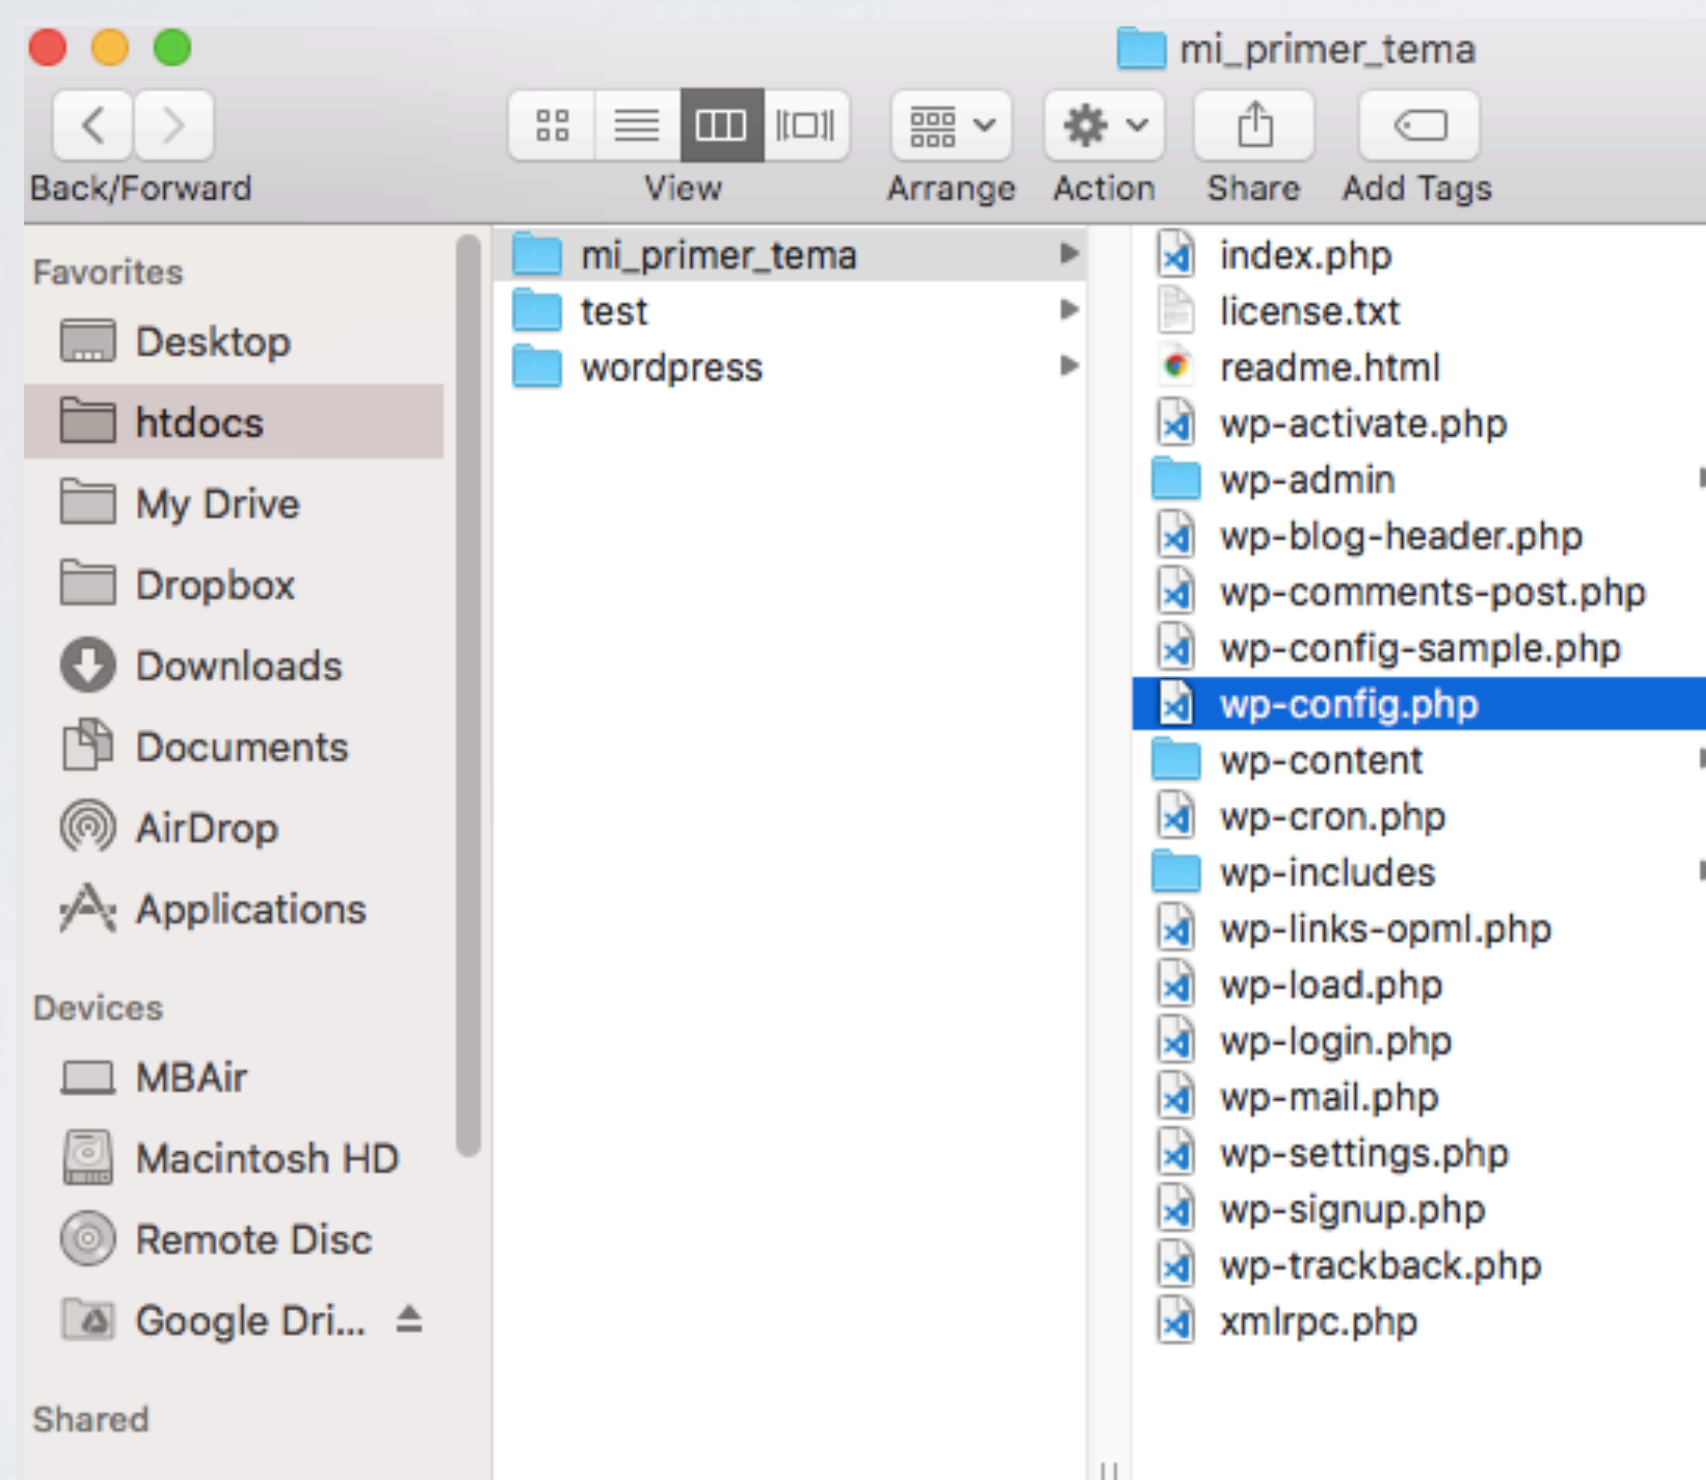 mi_primer_tema
Back/Forward
View
Arrange
Action
Share
Add Tags
Favorites
Desktop
htdocs
My Drive
Dropbox
Downloads
Documents
AirDrop
Applications
Devices
MBAir
Macintosh HD
Remote Disc
Google Dri...
Shared
mi_primer_tema
test
wordpress
index.php
license.txt
readme.html
wp-activate.php
wp-admin
wp-blog-header.php
wp-comments-post.php
wp-config-sample.php
wp-config.php
wp-content
wp-cron.php
wp-includes
wp-links-opml.php
wp-load.php
wp-login.php
wp-mail.php
wp-settings.php
wp-signup.php
wp-trackback.php
xmlrpc.php